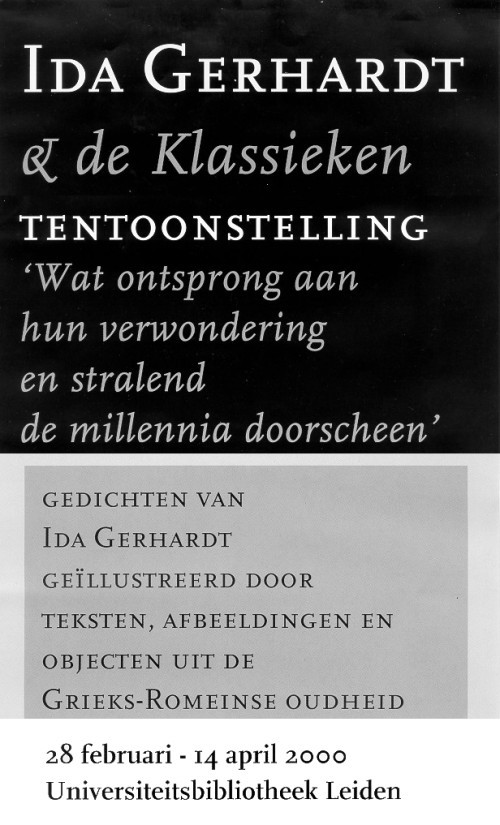 Ida Gerhardt
& de Klassieken
TENTOONSTELLING
‘Wat ontsprong aan
hun verwondering
en stralend
de millennia doorscheen’
GEDICHTEN VAN
IDA GERHARDT
GEÏLLUSTREERD DOOR
TEKSTEN, AFBEELDINGEN EN
OBJECTEN UIT DE
GRIEKS-ROMEINSE OUDHEID
28 februari - 14 april 2000
Universiteitsbibliotheek Leiden